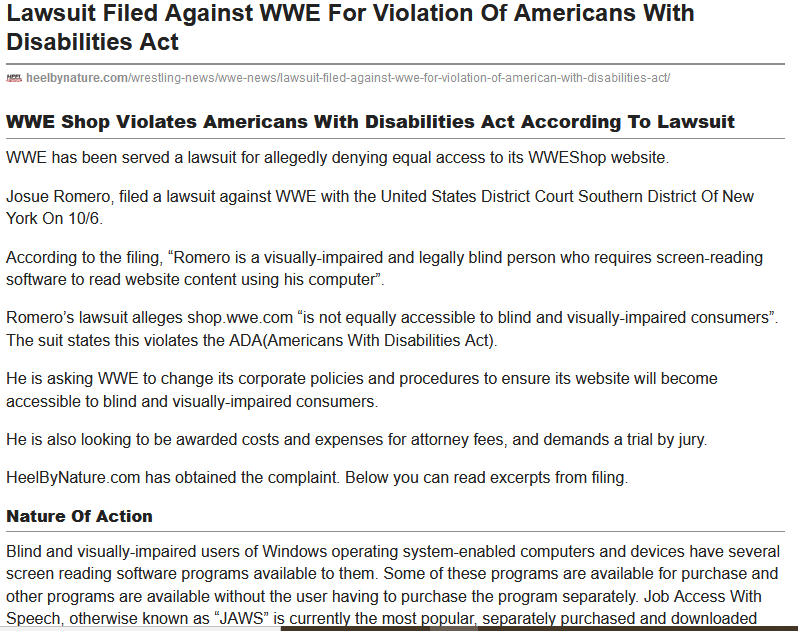 Lawsuit Filed Against WWE For Violation Of Americans With
Disabilities Act
heelbynature.com/wrestling-news/wwe-news/lawsuit-filed-against-wwe-for-violation-of-american-with-disabilities-act/
WWE Shop Violates Americans With Disabilities Act According To Lawsuit
WWE has been served a lawsuit for allegedly denying equal access to its WWEShop website.
Josue Romero, filed a lawsuit against WWE with the United States District Court Southern District Of New
York On 10/6.
According to the filing, “Romero is a visually-impaired and legally blind person who requires screen-reading
software to read website content using his computer”.
Romero’s lawsuit alleges shop.wwe.com “is not equally accessible to blind and visually-impaired consumers”.
The suit states this violates the ADA(Americans With Disabilities Act).
He is asking WWE to change its corporate policies and procedures to ensure its website will become
accessible to blind and visually-impaired consumers.
He is also looking to be awarded costs and expenses for attorney fees, and demands a trial by jury.
HeelByNature.com has obtained the complaint. Below you can read excerpts from filing.
Nature Of Action
Blind and visually-impaired users of Windows operating system-enabled computers and devices have several
screen reading software programs available to them. Some of these programs are available for purchase and
other programs are available without the user having to purchase the program separately. Job Access With
Speech, otherwise known as “JAWS” is currently the most popular, separately purchased and downloaded